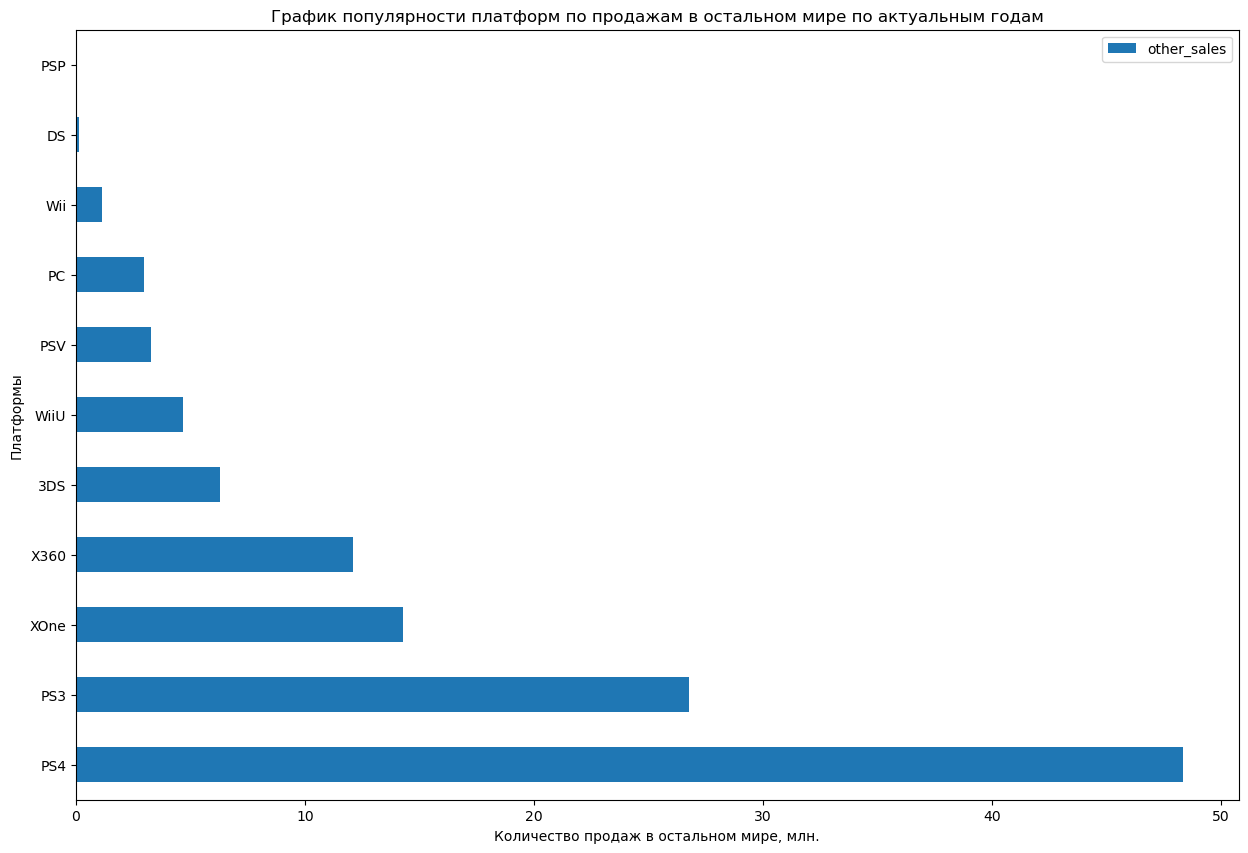 График популярности платформ по продажам в остальном мире по актуальным годам
other_sales
Платформы
PSP
DS
Wii
PC
PSV
WiiU
3DS
X360
XOne
PS3
PS4
0 10 20 30 40 50
Количество продаж в остальном мире, млн.